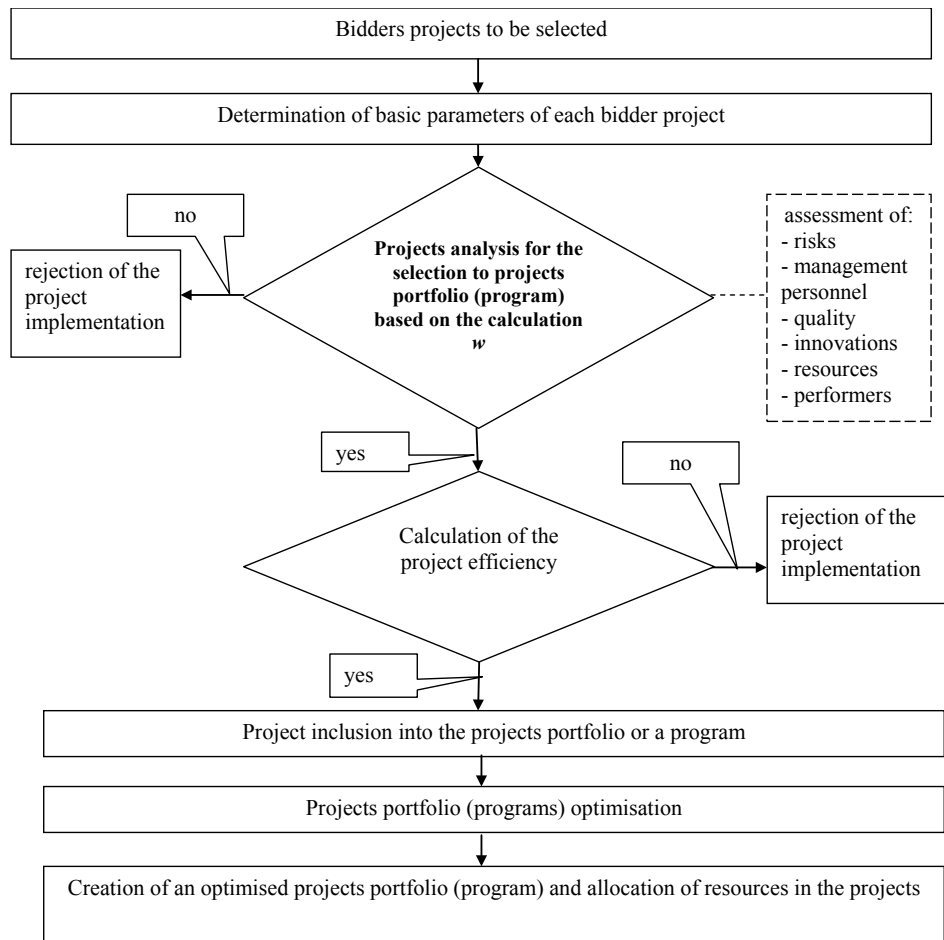 Bidders projects to be selected
Determination of basic parameters of each bidder project
no
rejection of the
project
implementation
Projects analysis for the
selection to projects
portfolio (program)
based on the calculation
w
assessment of:
- risks
- management
personnel
- quality
- innovations
- resources
- performers
yes
no
Calculation of the
project efficiency
rejection of the
project
implementation
yes
Project inclusion into the projects portfolio or a program
Projects portfolio (programs) optimisation
Creation of an optimised projects portfolio (program) and allocation of resources in the projects